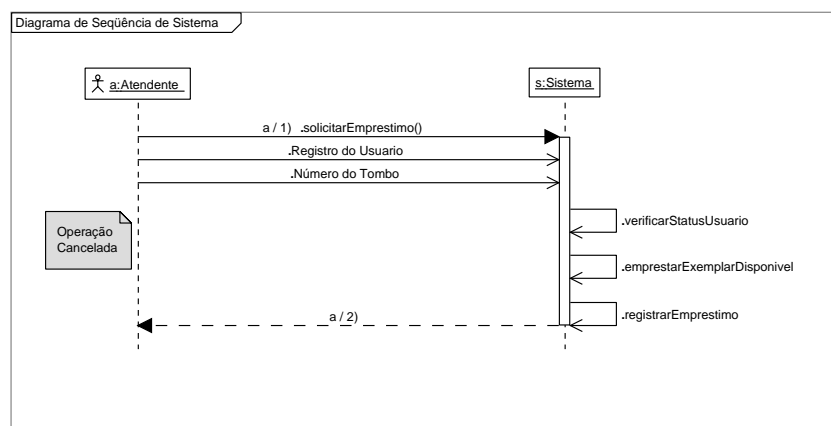 Diagrama de Seqüência de Sistema
a:Atendente
s:Sistema
a / 1) .solicitarEmprestimo()
.Registro do Usuario
.Número do Tombo
.verificarStatusUsuario
Operação
Cancelada
.emprestarExemplarDisponivel
.registrarEmprestimo
a / 2)